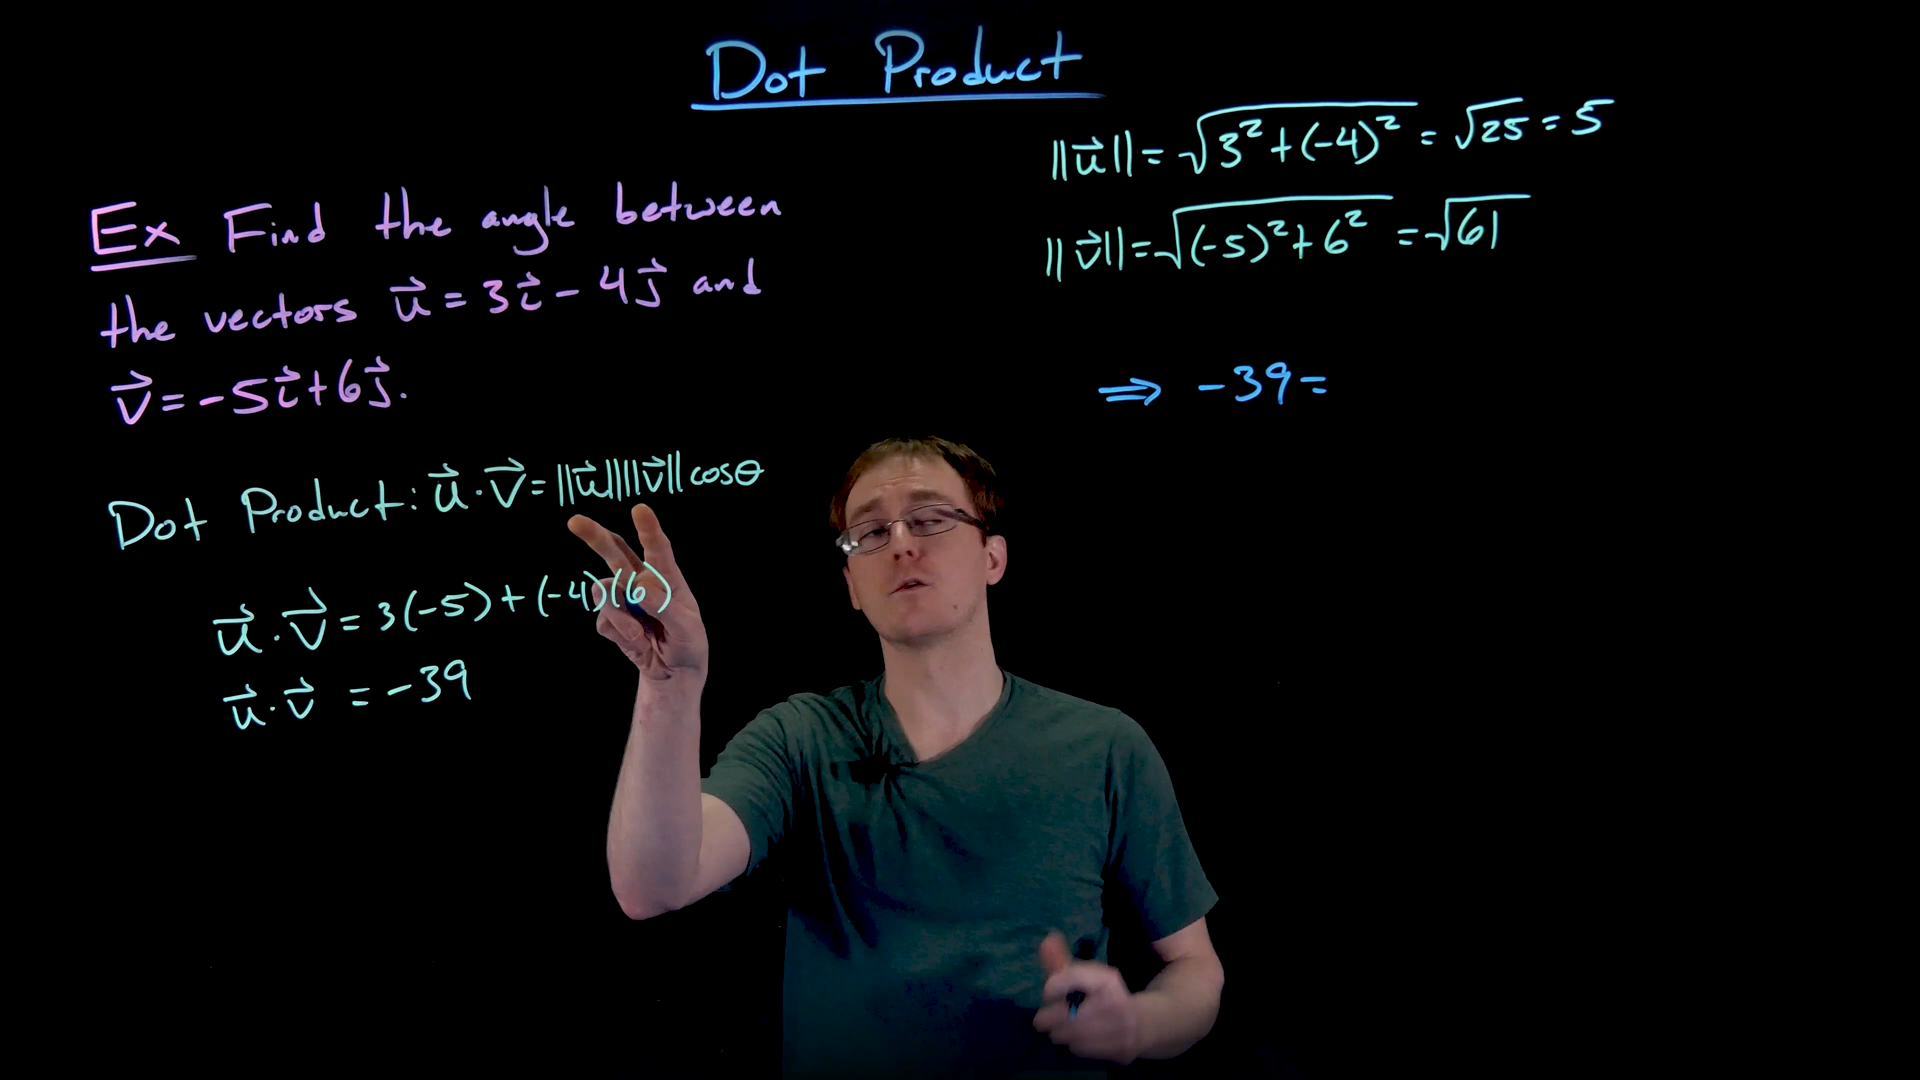 Dot Product
Ex Find the angle between
the vectors u⃗ = 3i⃗ - 4j⃗ and
v⃗ = -5i⃗ + 6j⃗.
Dot Product: u⃗ · v⃗ = ||u⃗|| ||v⃗|| cosθ
u⃗ · v⃗ = 3(-5) + (-4)(6)
u⃗ · v⃗ = -39
||u⃗|| = √(3² + (-4)²) = √25 = 5
||v⃗|| = √((-5)² + 6²) = √61
⇒ -39 =